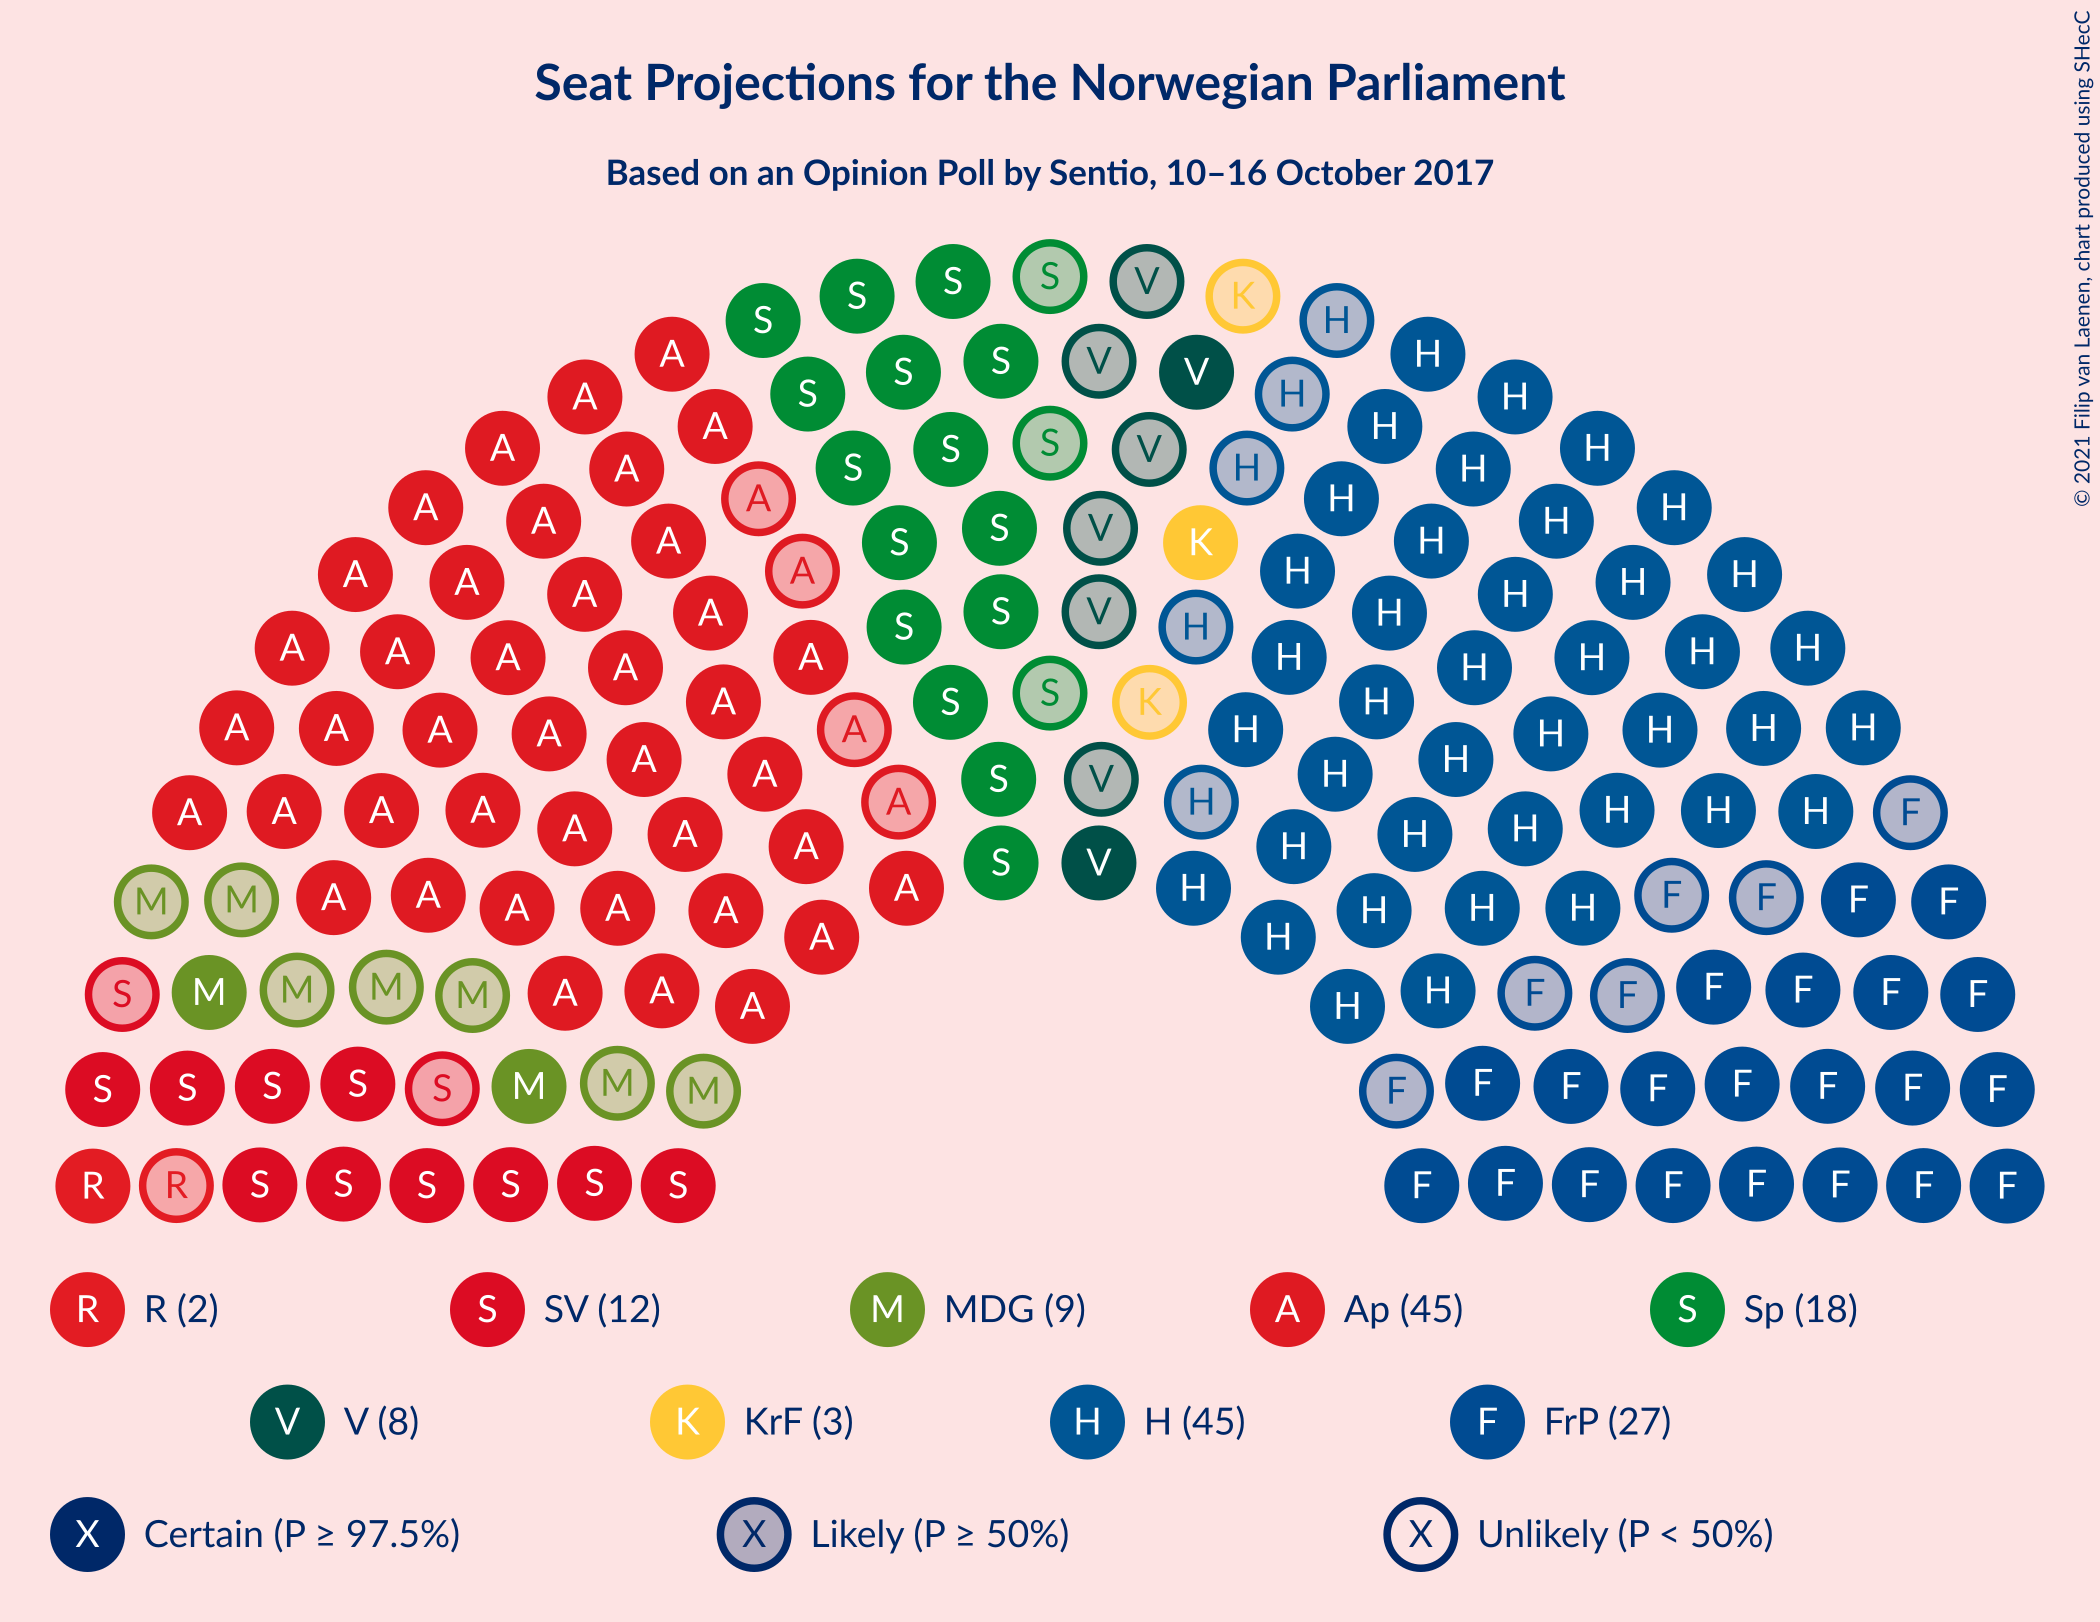 Seat Projections for the Norwegian Parliament
Based on an Opinion Poll by Sentio, 10–16 October 2017
© 2021 Filip van Laenen, chart produced using SHecC
S S S S V K H
A S S S V V H H
A A S S S V H H H
A A A S S V K H H H
A A A S S V H H H H
A A A A S S K H H H H
A A A A S V H H H H
A A A A A S V H H H H H
A A A A A A H H H H H H
A A A A A A H H H H H F
M M A A A A A A H H H H H F F F F
S M M M M A A A H H F F F F F F
S S S S S M M M F F F F F F F F
R R S S S S S S F F F F F F F F
R R (2) S SV (12) M MDG (9) A Ap (45) S Sp (18)
V V (8) K KrF (3) H H (45) F FrP (27)
X Certain (P ≥ 97.5%) X Likely (P ≥ 50%) X Unlikely (P < 50%)